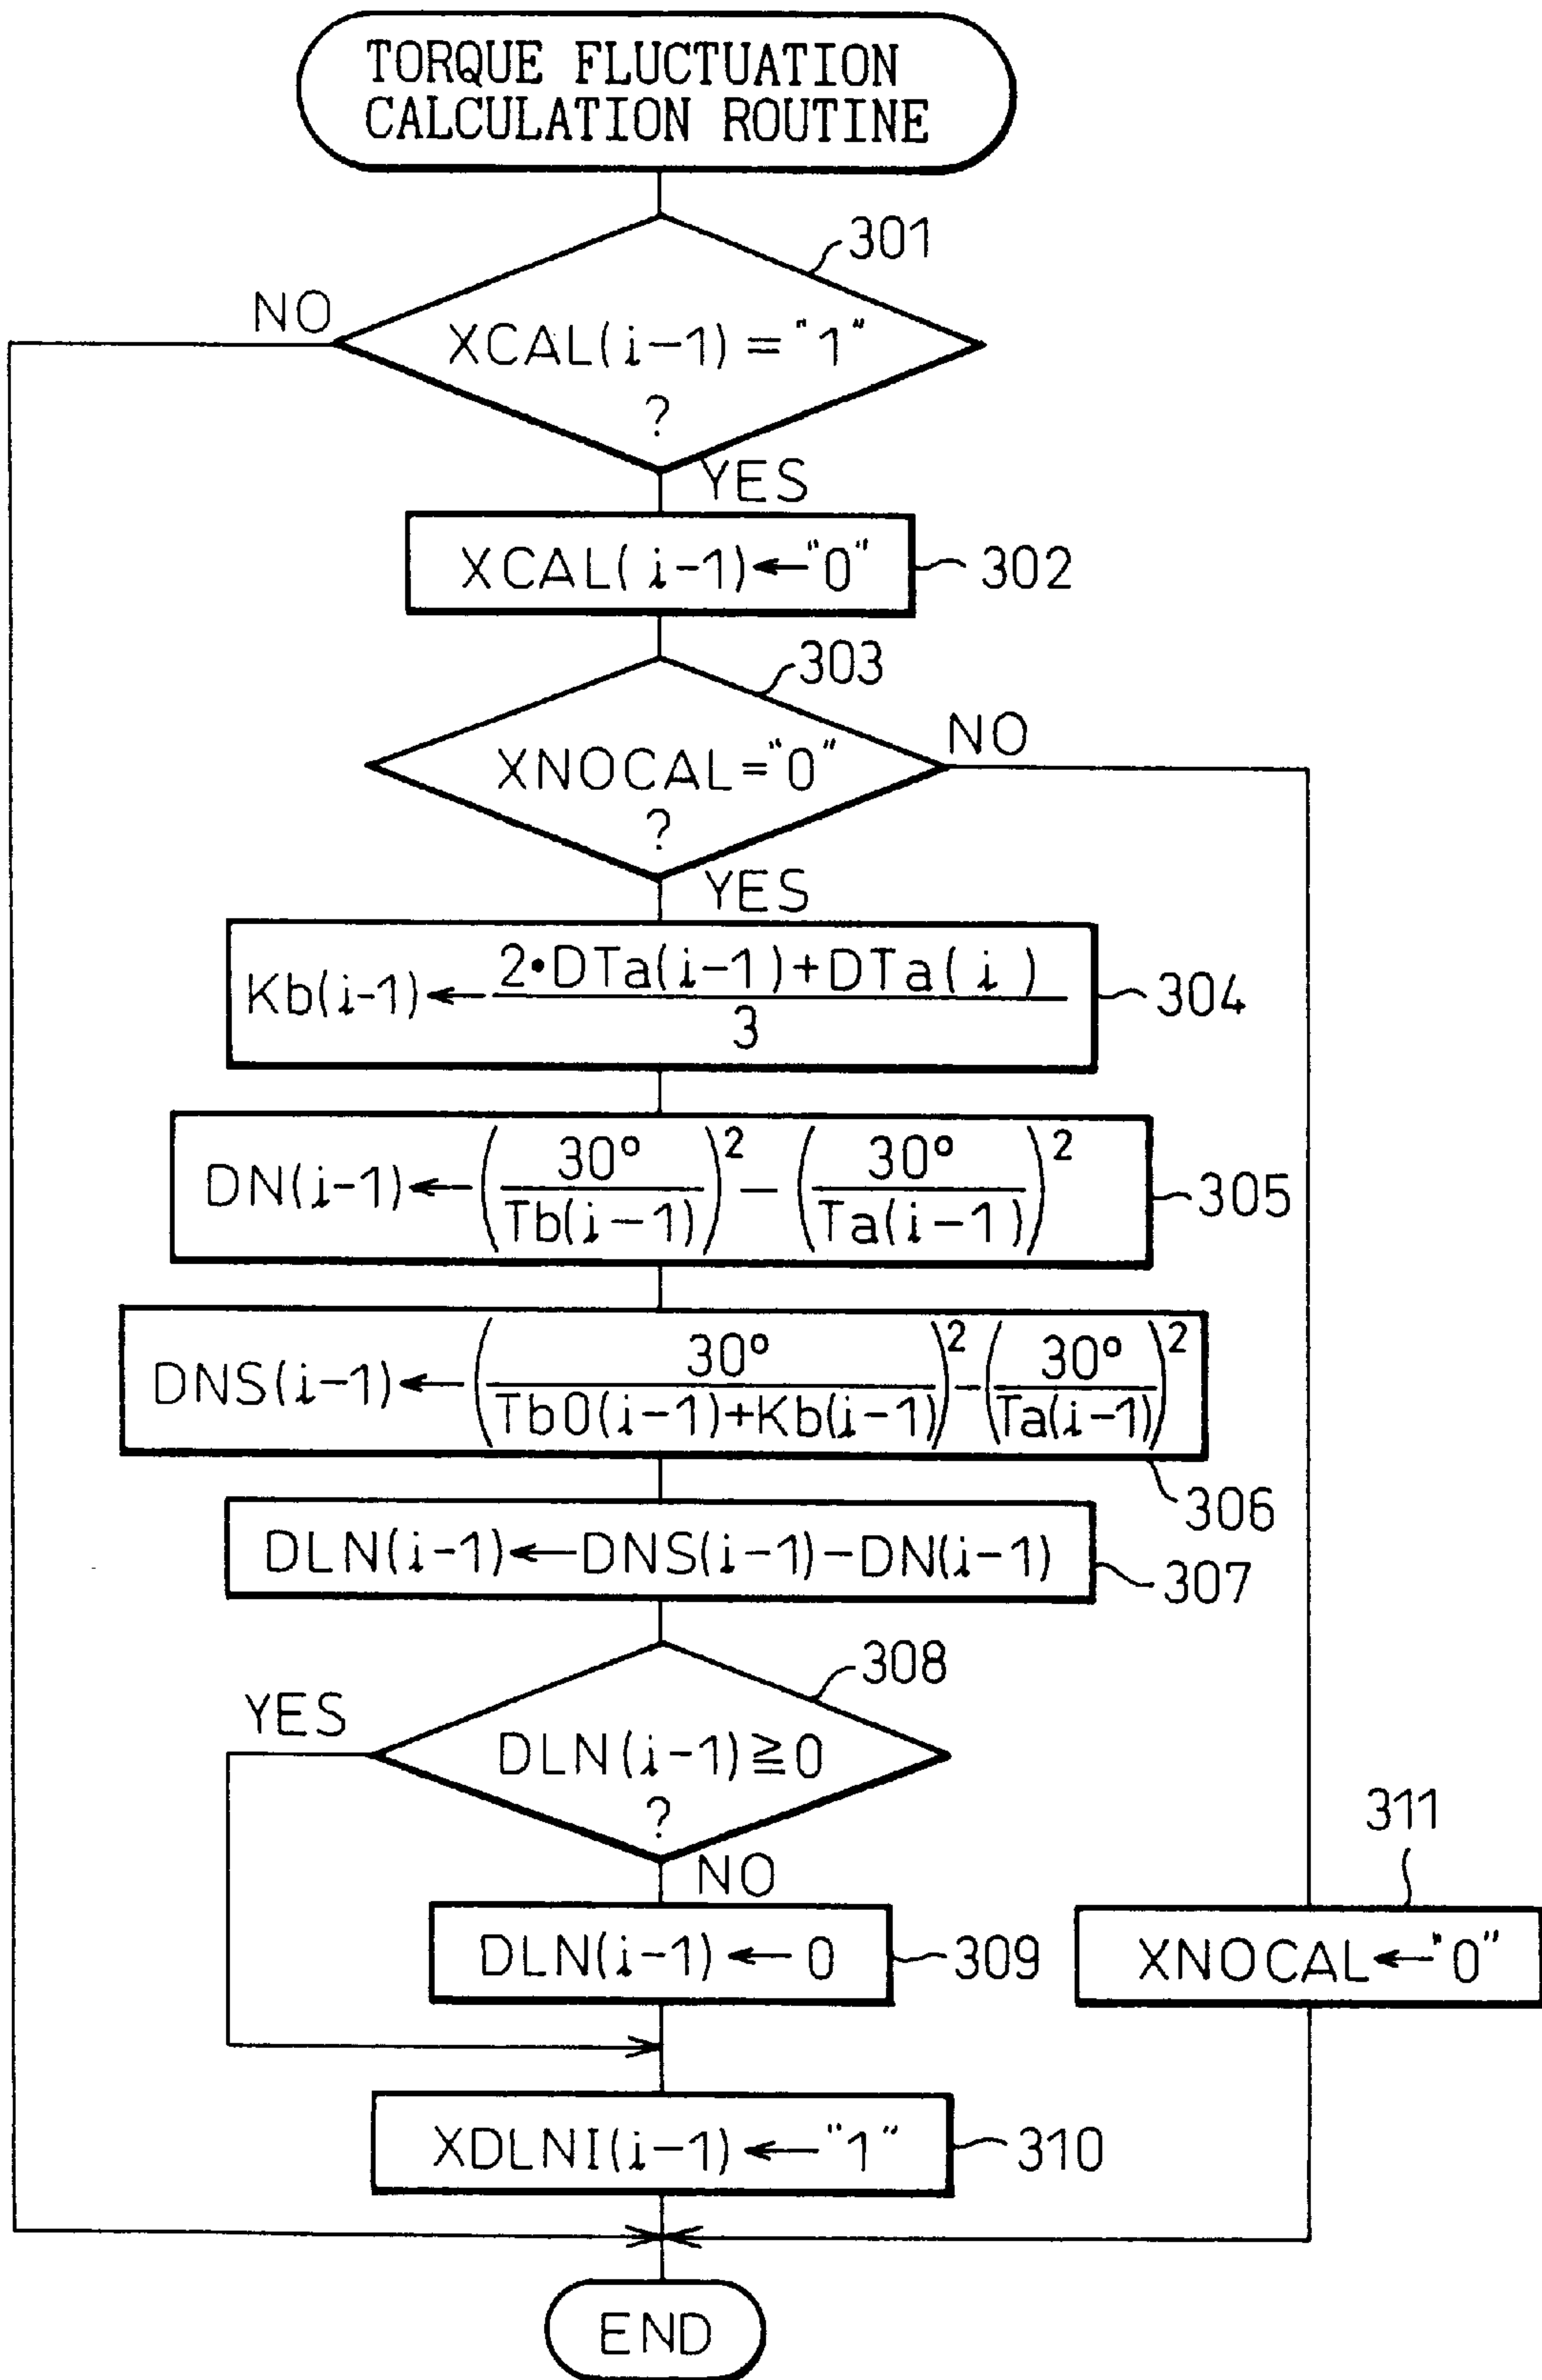 TORQUE FLUCTUATION
CALCULATION ROUTINE
301
NO
XCAL(i-1)="1"
?
YES
XCAL(i-1)←"0"
302
303
NO
XNOCAL="0"
?
YES
Kb(i-1)← 2•DTa(i-1)+DTa(i)
3
304
DN(i-1)←(30°/Tb(i-1))²-(30°/Ta(i-1))²
305
DNS(i-1)←(30°/Tb0(i-1)+Kb(i-1))²-(30°/Ta(i-1))²
306
DLN(i-1)←DNS(i-1)-DN(i-1)
307
308
YES
DLN(i-1)≧0
?
NO
311
DLN(i-1)←0
309
XNOCAL←"0"
XDLNI(i-1)←"1"
310
END